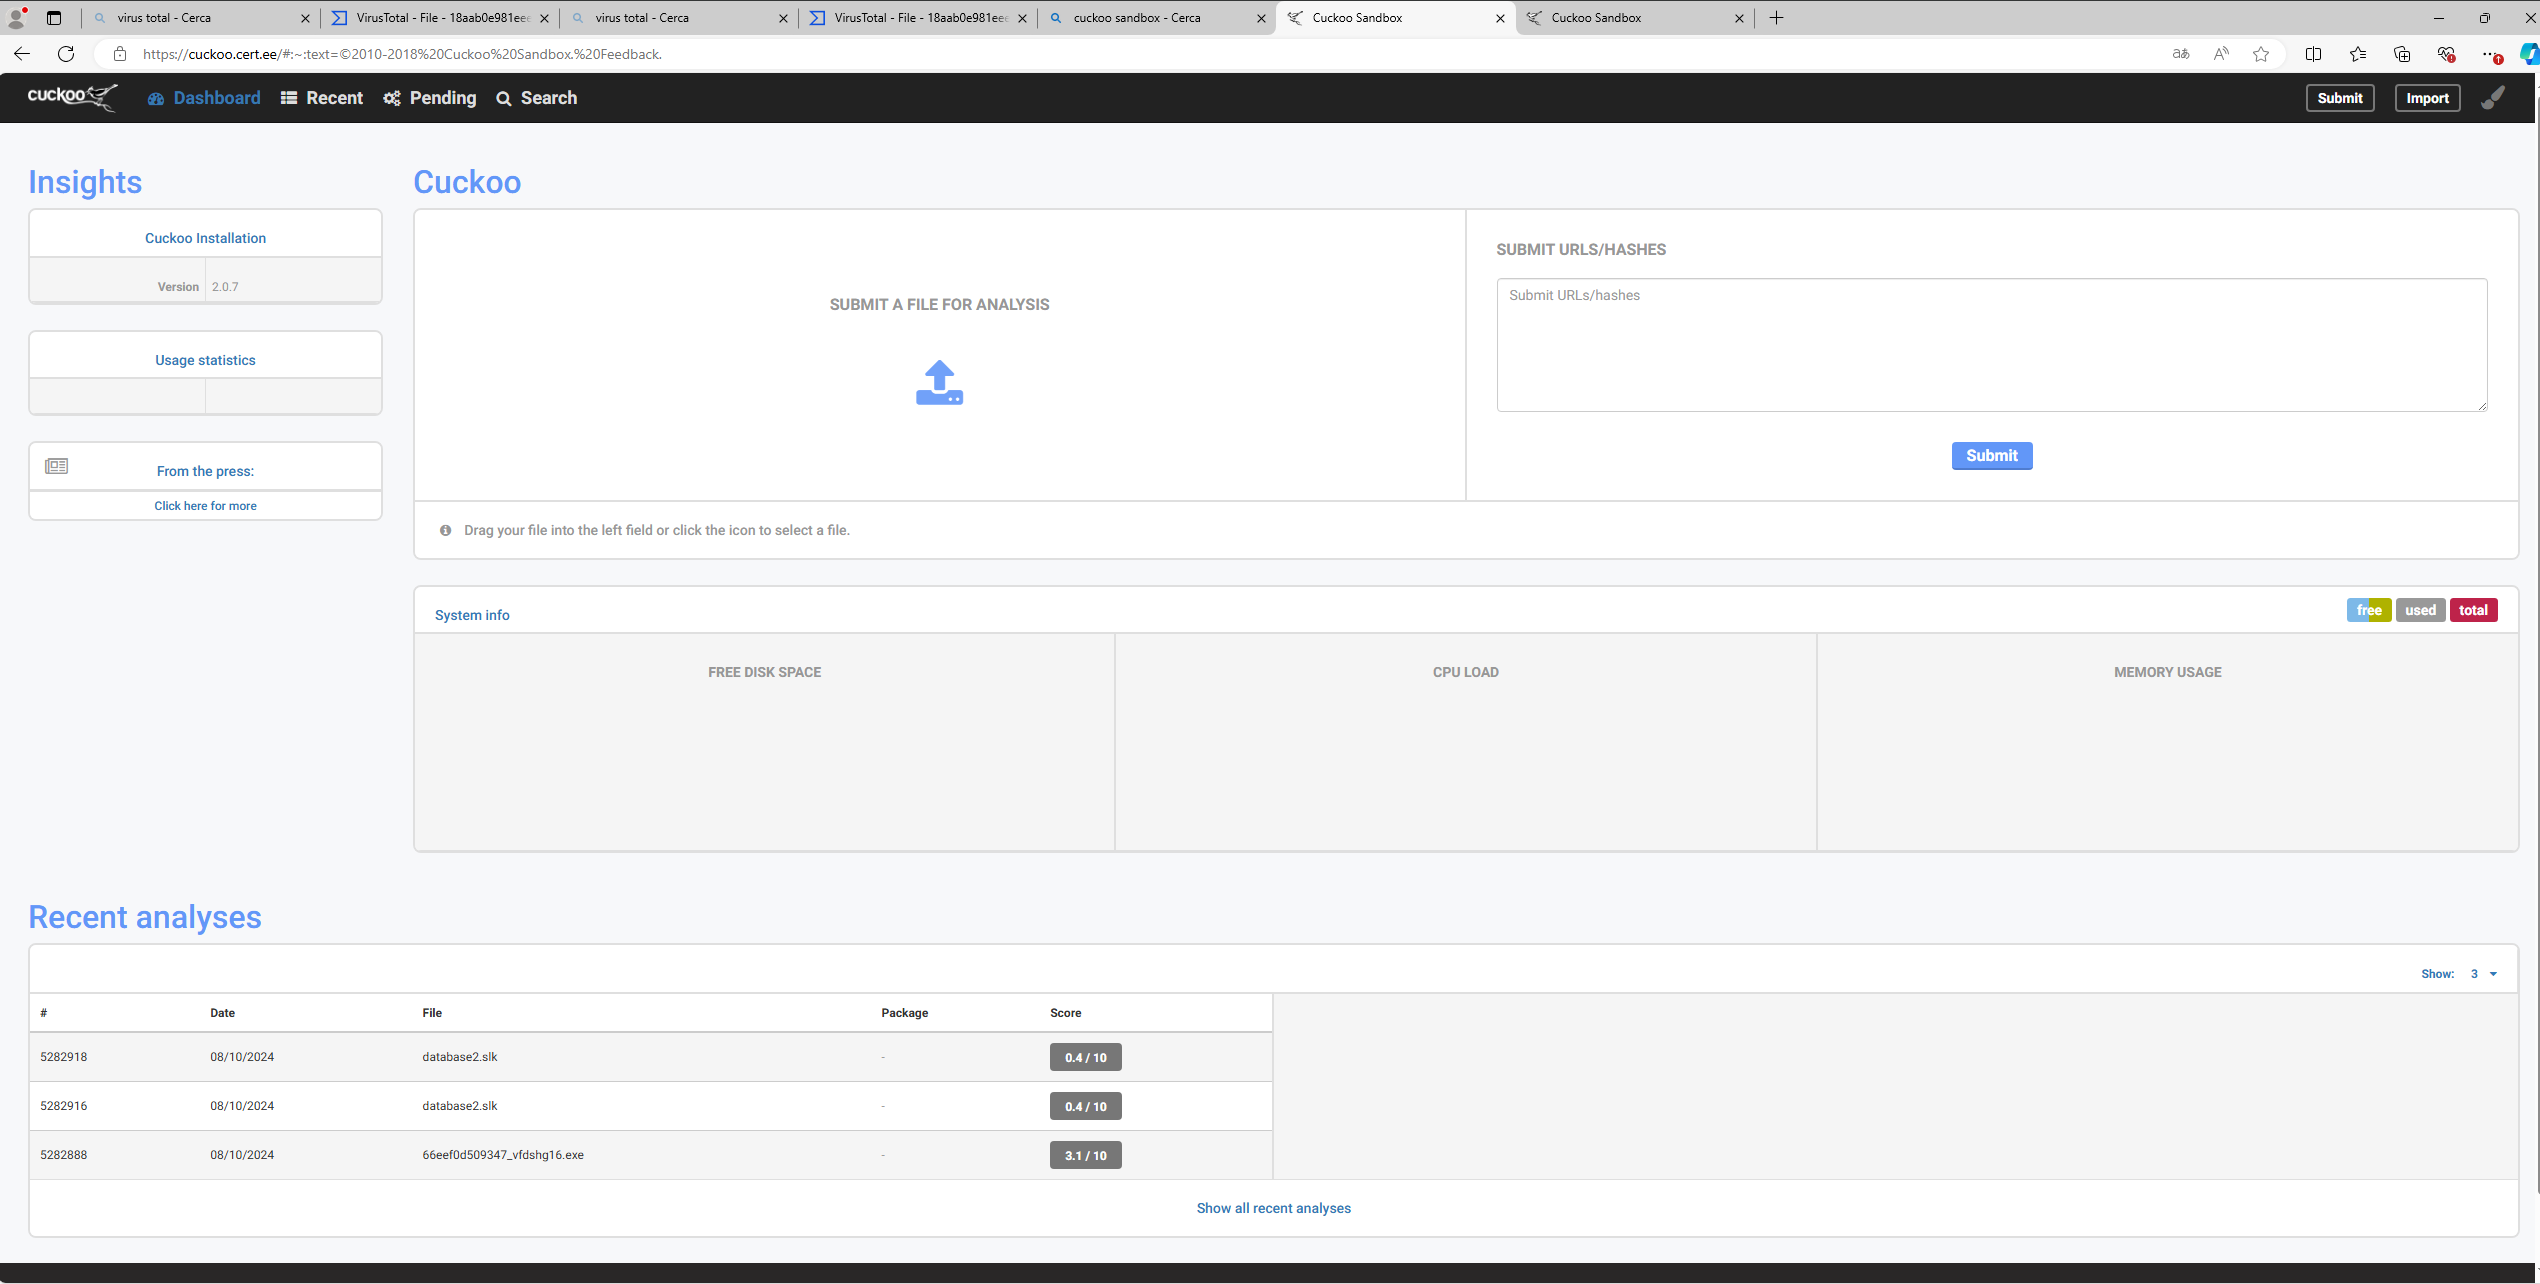 virus total - Cerca
VirusTotal - File - 18aab0e981eee
virus total - Cerca
VirusTotal - File - 18aab0e981eee
cuckoo sandbox - Cerca
Cuckoo Sandbox
Cuckoo Sandbox
https://cuckoo.cert.ee/#:~:text=©2010-2018%20Cuckoo%20Sandbox.%20Feedback.
cuckoo
Dashboard
Recent
Pending
Search
Submit
Import
Insights
Cuckoo Installation
Version 2.0.7
Usage statistics
From the press:
Click here for more
Cuckoo
SUBMIT A FILE FOR ANALYSIS
SUBMIT URLS/HASHES
Submit URLs/hashes
Submit
Drag your file into the left field or click the icon to select a file.
System info
free used total
FREE DISK SPACE
CPU LOAD
MEMORY USAGE
Recent analyses
Show: 3
# Date File Package Score
5282918 08/10/2024 database2.slk - 0.4 / 10
5282916 08/10/2024 database2.slk - 0.4 / 10
5282888 08/10/2024 66eef0d509347_vfdshg16.exe - 3.1 / 10
Show all recent analyses